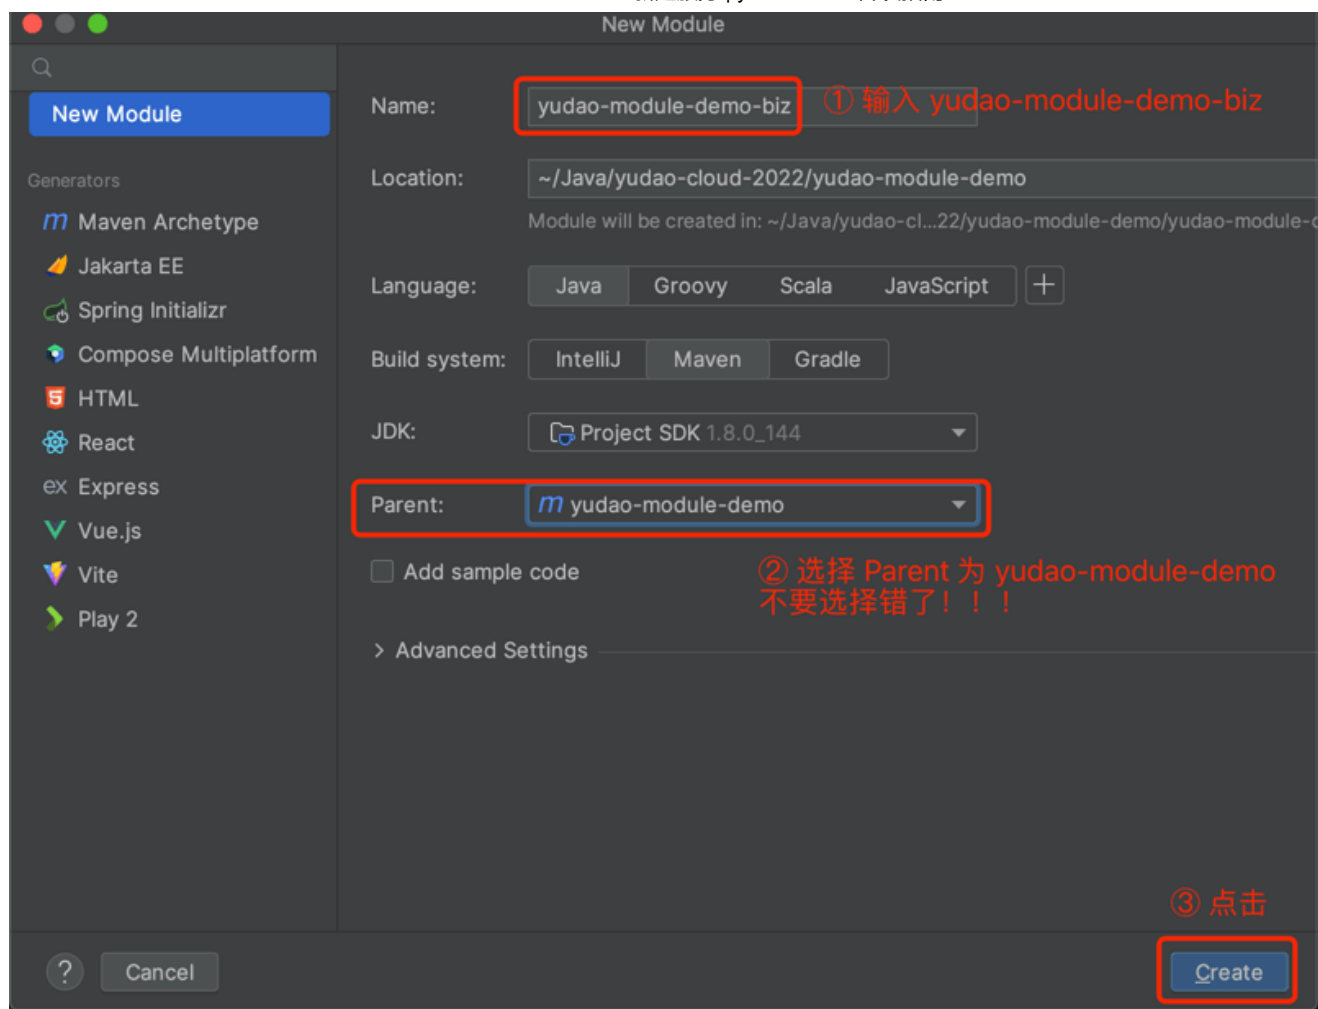 New Module
New Module
Name:
yudao-module-demo-biz
① 输入 yudao-module-demo-biz
Generators
Location:
~/Java/yudao-cloud-2022/yudao-module-demo
Module will be created in: ~/Java/yudao-cl...22/yudao-module-demo/yudao-module-
Maven Archetype
Jakarta EE
Language:
Java Groovy Scala JavaScript
Spring Initializr
Compose Multiplatform
Build system:
IntelliJ Maven Gradle
HTML
React
JDK:
Project SDK 1.8.0_144
Express
Parent:
m yudao-module-demo
Vue.js
Vite
Add sample code
② 选择 Parent 为 yudao-module-demo
不要选择错了！！！
Play 2
> Advanced Settings
③ 点击
? Cancel
Create